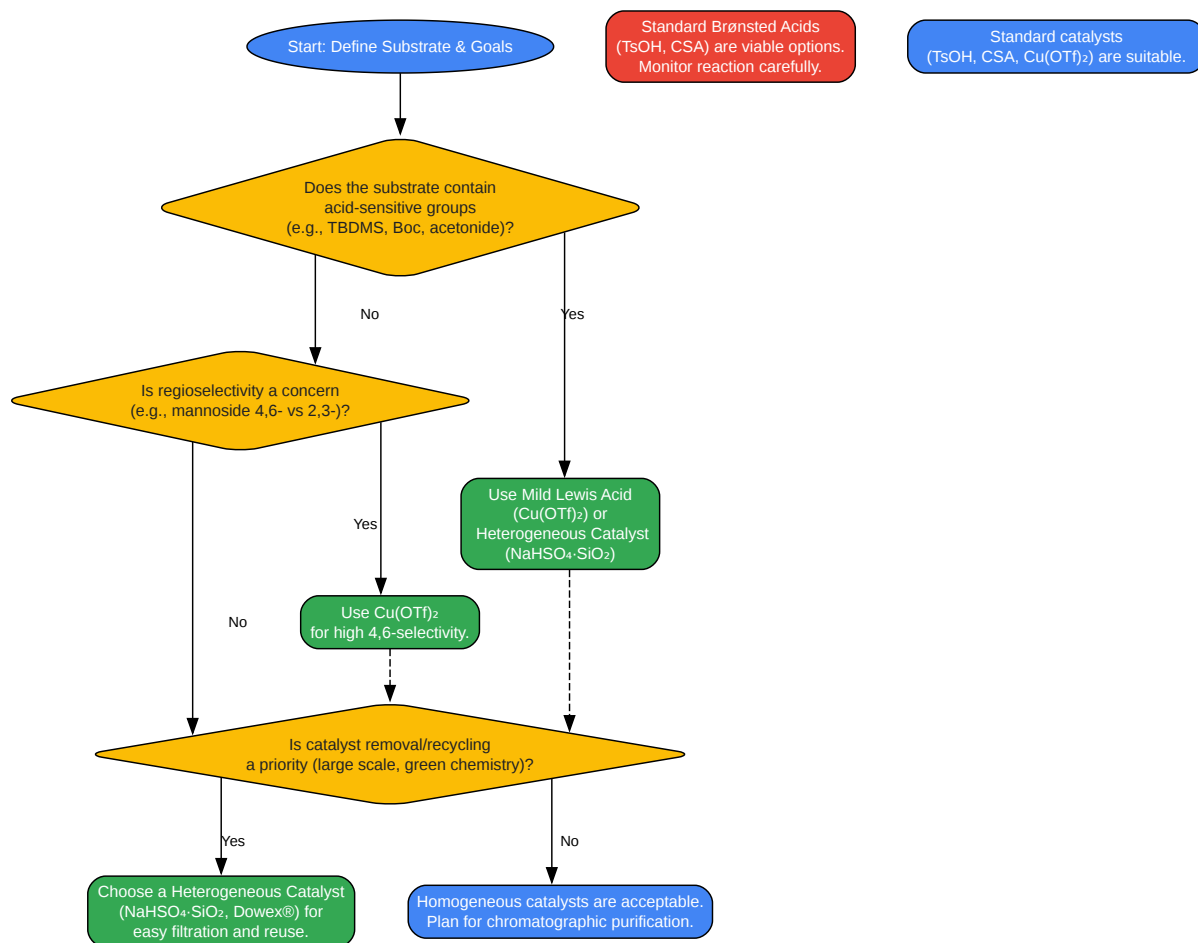 Start: Define Substrate & Goals
Standard Brønsted Acids
(TsOH, CSA) are viable options.
Monitor reaction carefully.
Standard catalysts
(TsOH, CSA, Cu(OTf)₂) are suitable.
Does the substrate contain
acid-sensitive groups
(e.g., TBDMS, Boc, acetonide)?
No
Yes
Is regioselectivity a concern
(e.g., mannoside 4,6- vs 2,3-)?
Use Mild Lewis Acid
(Cu(OTf)₂) or
Heterogeneous Catalyst
(NaHSO₄·SiO₂)
Yes
No
Use Cu(OTf)₂
for high 4,6-selectivity.
Is catalyst removal/recycling
a priority (large scale, green chemistry)?
Yes
No
Choose a Heterogeneous Catalyst
(NaHSO₄·SiO₂, Dowex®) for
easy filtration and reuse.
Homogeneous catalysts are acceptable.
Plan for chromatographic purification.